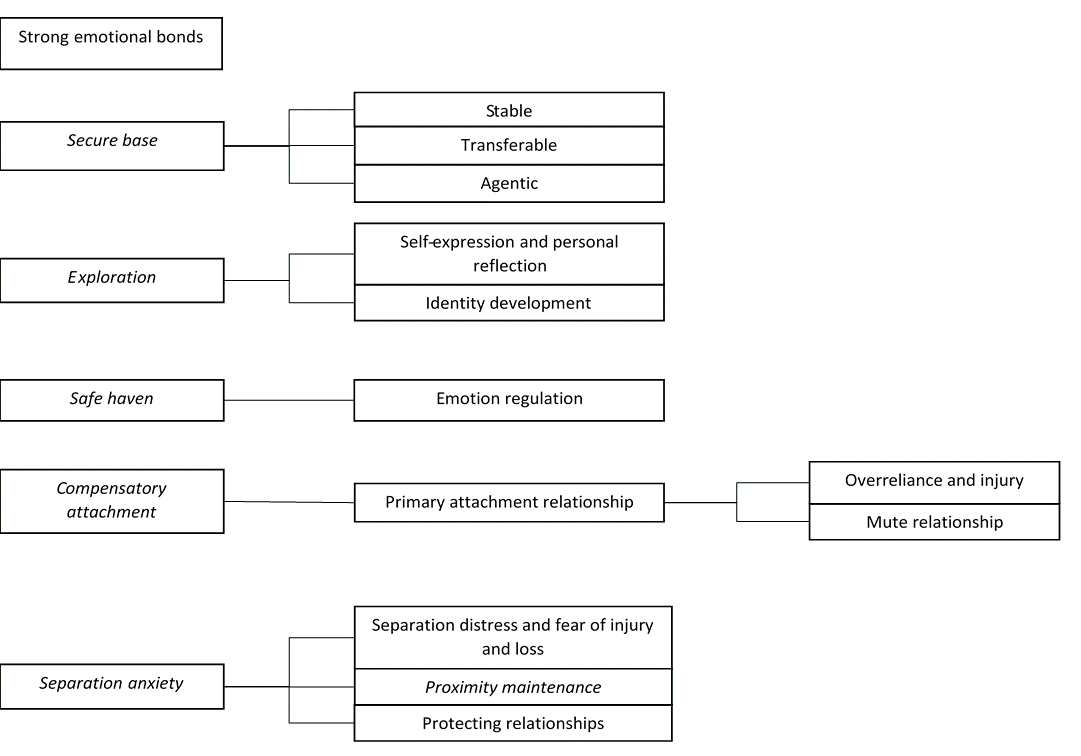 Strong emotional bonds
Secure base
Stable
Transferable
Agentic
Exploration
Self-expression and personal
reflection
Identity development
Safe haven
Emotion regulation
Compensatory
attachment
Primary attachment relationship
Overreliance and injury
Mute relationship
Separation anxiety
Separation distress and fear of injury
and loss
Proximity maintenance
Protecting relationships